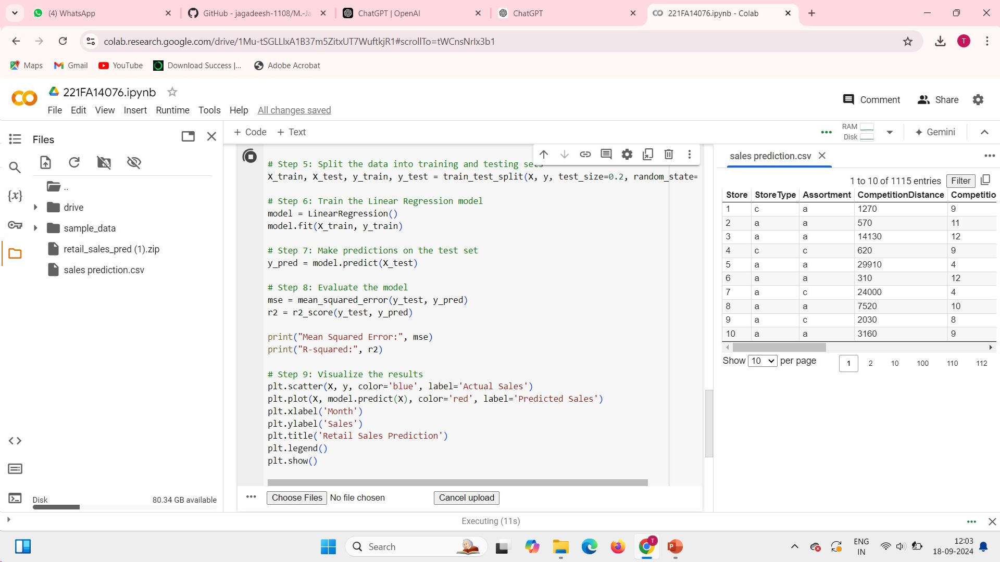 (4) WhatsApp
GitHub - jagadeesh-1108/M.-Ja
ChatGPT | OpenAI
ChatGPT
221FA14076.ipynb - Colab
colab.research.google.com/drive/1Mu-tSGLLIxA1B37m5ZitxUT7WuftkjR1#scrollTo=tWCnsNrIx3b1
T
Maps
Gmail
YouTube
Download Success |...
Adobe Acrobat
221FA14076.ipynb
File Edit View Insert Runtime Tools Help All changes saved
Comment
Share
Files
+ Code + Text
RAM
Disk
Gemini
..
drive
sample_data
retail_sales_pred (1).zip
sales prediction.csv
Disk 80.34 GB available
# Step 5: Split the data into training and testing sets
X_train, X_test, y_train, y_test = train_test_split(X, y, test_size=0.2, random_state=
# Step 6: Train the Linear Regression model
model = LinearRegression()
model.fit(X_train, y_train)
# Step 7: Make predictions on the test set
y_pred = model.predict(X_test)
# Step 8: Evaluate the model
mse = mean_squared_error(y_test, y_pred)
r2 = r2_score(y_test, y_pred)
print("Mean Squared Error:", mse)
print("R-squared:", r2)
# Step 9: Visualize the results
plt.scatter(X, y, color='blue', label='Actual Sales')
plt.plot(X, model.predict(X), color='red', label='Predicted Sales')
plt.xlabel('Month')
plt.ylabel('Sales')
plt.title('Retail Sales Prediction')
plt.legend()
plt.show()
Choose Files No file chosen Cancel upload
sales prediction.csv
1 to 10 of 1115 entries Filter
Store StoreType Assortment CompetitionDistance Competitio
1 c a 1270 9
2 a a 570 11
3 a a 14130 12
4 c c 620 9
5 a a 29910 4
6 a a 310 12
7 a c 24000 4
8 a a 7520 10
9 a c 2030 8
10 a a 3160 9
Show 10 per page 1 2 10 100 110 112
Executing (11s)
Search
T
P
ENG
IN
12:03
18-09-2024